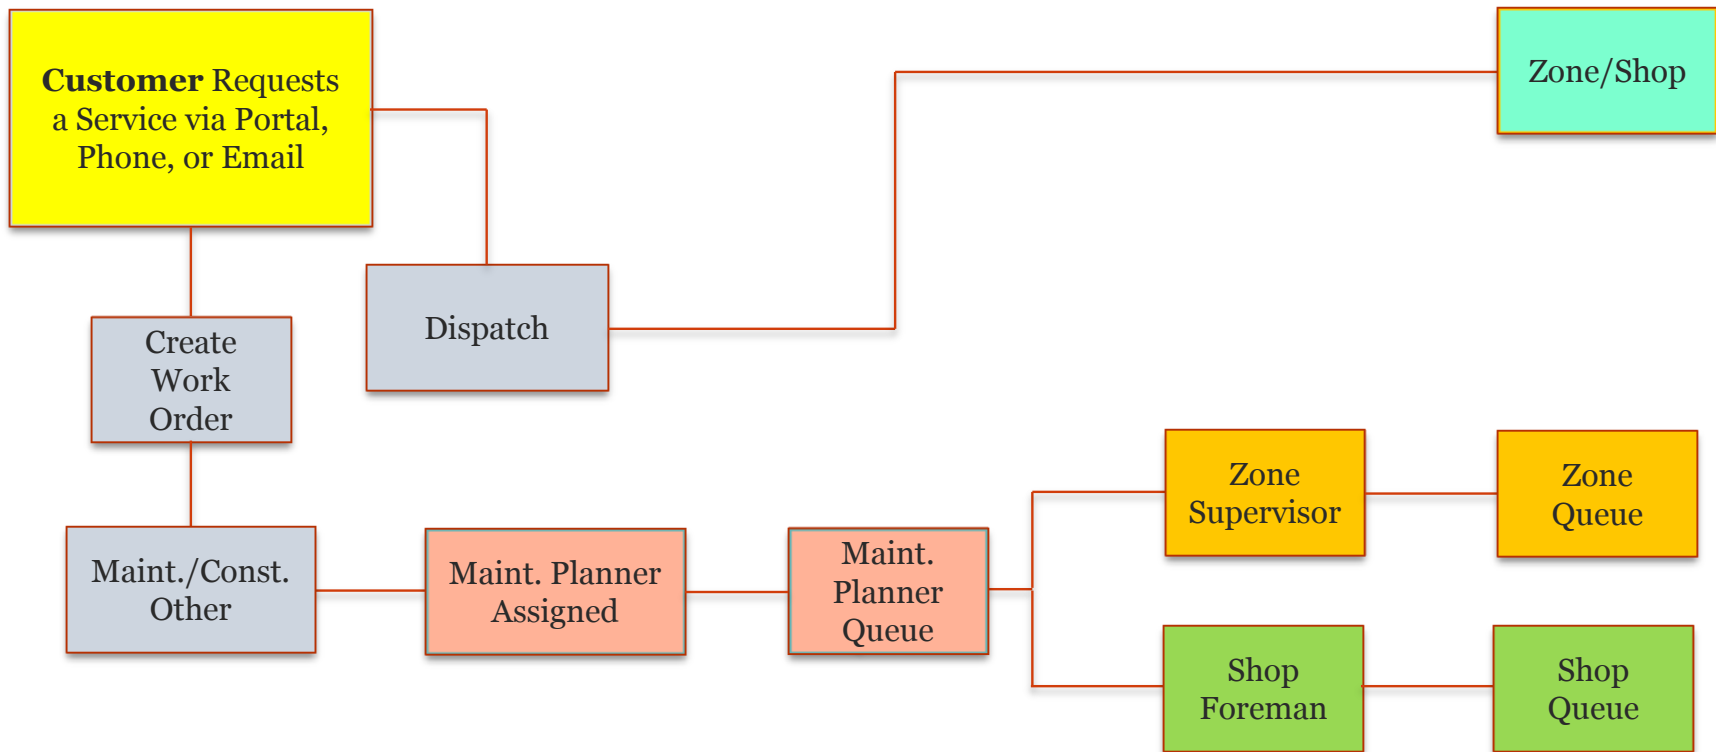 Customer Requests
a Service via Portal,
Phone, or Email
Zone/Shop
Dispatch
Create
Work
Order
Maint./Const.
Other
Maint. Planner
Assigned
Maint.
Planner
Queue
Zone
Supervisor
Zone
Queue
Shop
Foreman
Shop
Queue